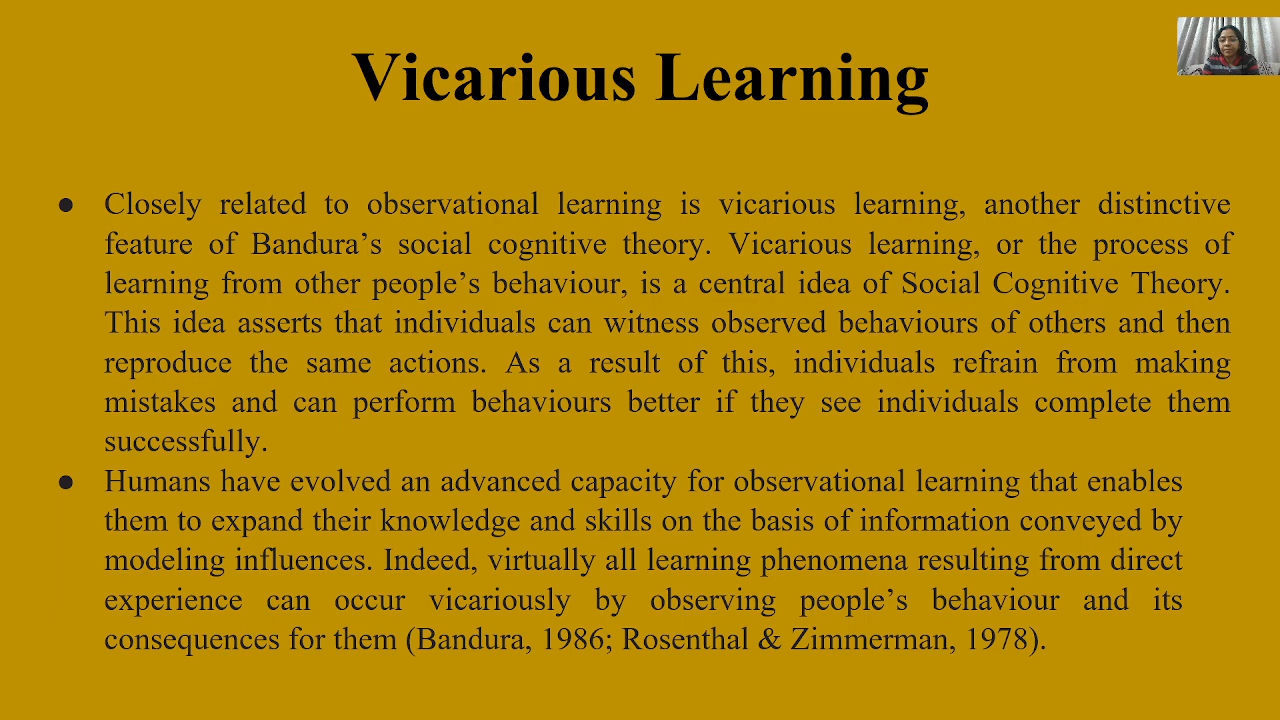 Vicarious Learning
● Closely related to observational learning is vicarious learning, another distinctive
feature of Bandura’s social cognitive theory. Vicarious learning, or the process of
learning from other people’s behaviour, is a central idea of Social Cognitive Theory.
This idea asserts that individuals can witness observed behaviours of others and then
reproduce the same actions. As a result of this, individuals refrain from making
mistakes and can perform behaviours better if they see individuals complete them
successfully.
● Humans have evolved an advanced capacity for observational learning that enables
them to expand their knowledge and skills on the basis of information conveyed by
modeling influences. Indeed, virtually all learning phenomena resulting from direct
experience can occur vicariously by observing people’s behaviour and its
consequences for them (Bandura, 1986; Rosenthal & Zimmerman, 1978).